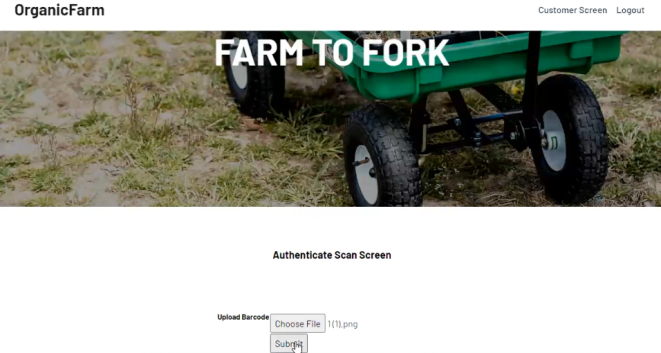 OrganicFarm
Customer Screen Logout
FARM TO FORK
Authenticate Scan Screen
Upload Barcode Choose File 1 (1).png
Submit